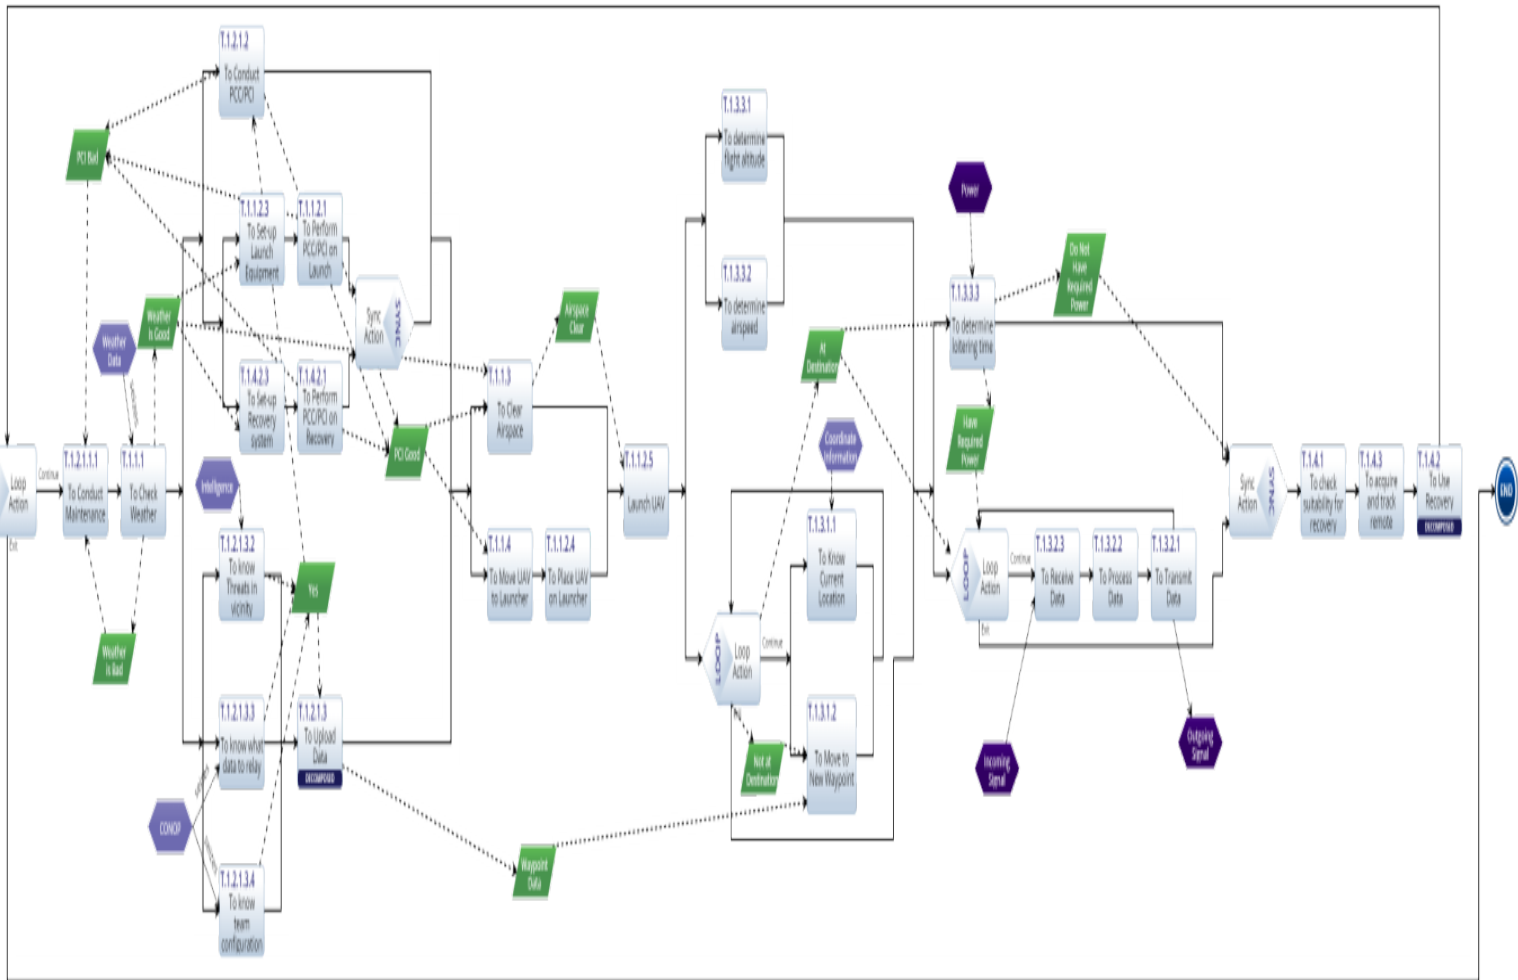 T.1.2.1.2
To Conduct
PCC/PCI
PCI Bad
T.1.1.2.3
To Set-up
Launch
Equipment
T.1.1.2.1
To Perform
PCC/PCI on
Launch
Sync
Action
SYNC
Weather
is Good
Weather
Data
T.1.4.2.3
To Set-up
Recovery
system
T.1.4.2.1
To Perform
PCC/PCI on
Recovery
PCI Good
Loop
Action
Continue
Exit
T.1.2.1.1.1
To Conduct
Maintenance
T.1.1.1
To Check
Weather
Weather
is Bad
Intelligence
T.1.2.1.3.2
To know
Threats in
vicinity
Yes
T.1.2.1.3.3
To know what
data to relay
T.1.2.1.3
To Upload
Data
DECOMPOSED
CONOP
T.1.2.1.3.4
To know
team
configuration
Airspace
Clear
T.1.1.3
To Clear
Airspace
T.1.1.4
To Move UAV
to Launcher
T.1.1.2.4
To Place UAV
on Launcher
T.1.1.2.5
Launch UAV
Waypoint
Data
T.1.3.3.1
To determine
flight altitude
T.1.3.3.2
To determine
airspeed
At
Destination
Coordinate
Information
T.1.3.1.1
To Know
Current
Location
LOOP
Loop
Action
Continue
Not at
Destination
T.1.3.1.2
To Move to
New Waypoint
Power
T.1.3.3.3
To determine
loitering time
Do Not
Have
Required
Power
Have
Required
Power
LOOP
Loop
Action
Continue
Exit
T.1.3.2.3
To Receive
Data
T.1.3.2.2
To Process
Data
T.1.3.2.1
To Transmit
Data
Incoming
Signal
Outgoing
Signal
Sync
Action
SYNC
T.1.4.1
To check
suitability for
recovery
T.1.4.3
To acquire
and track
remote
T.1.4.2
To Use
Recovery
DECOMPOSED
END